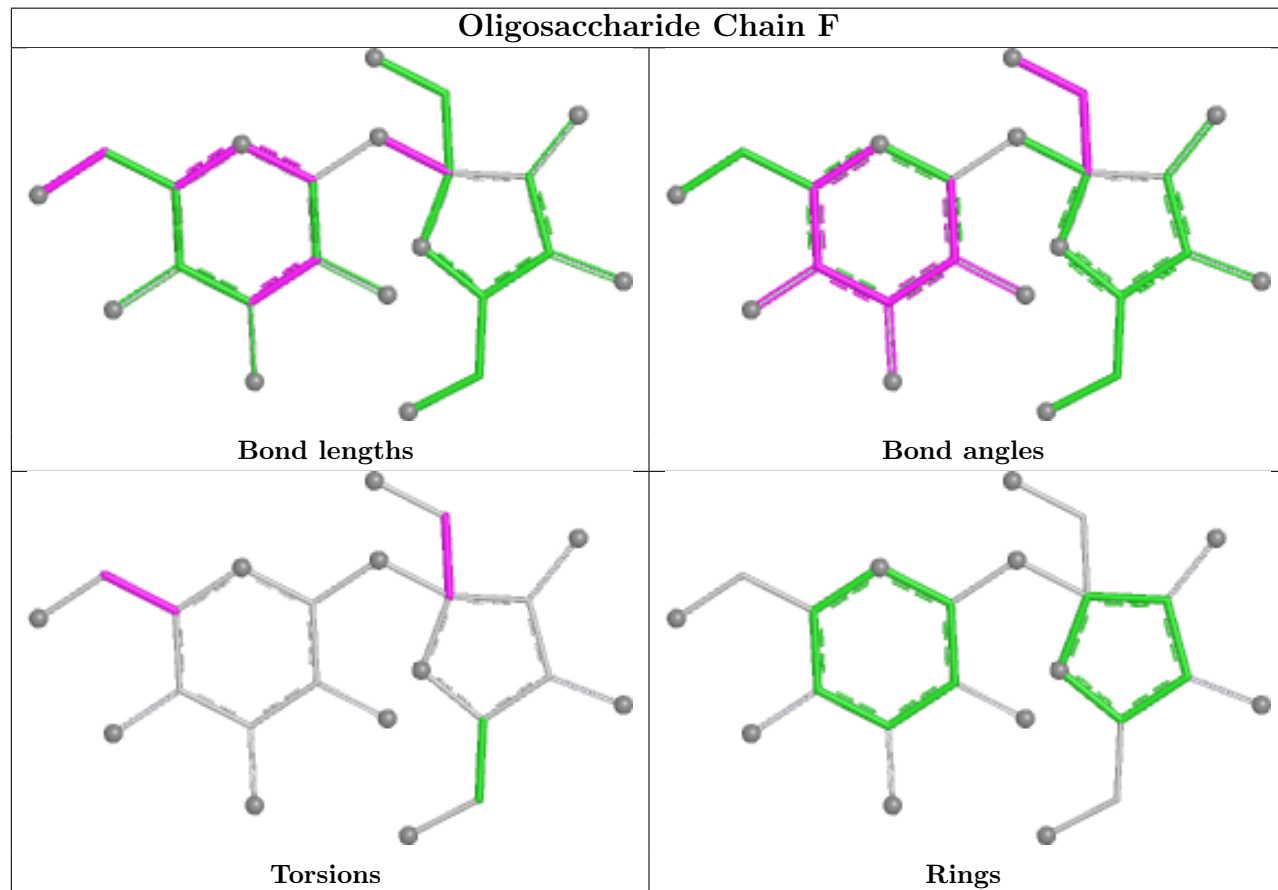 Oligosaccharide Chain F
Bond lengths
Bond angles
Torsions
Rings